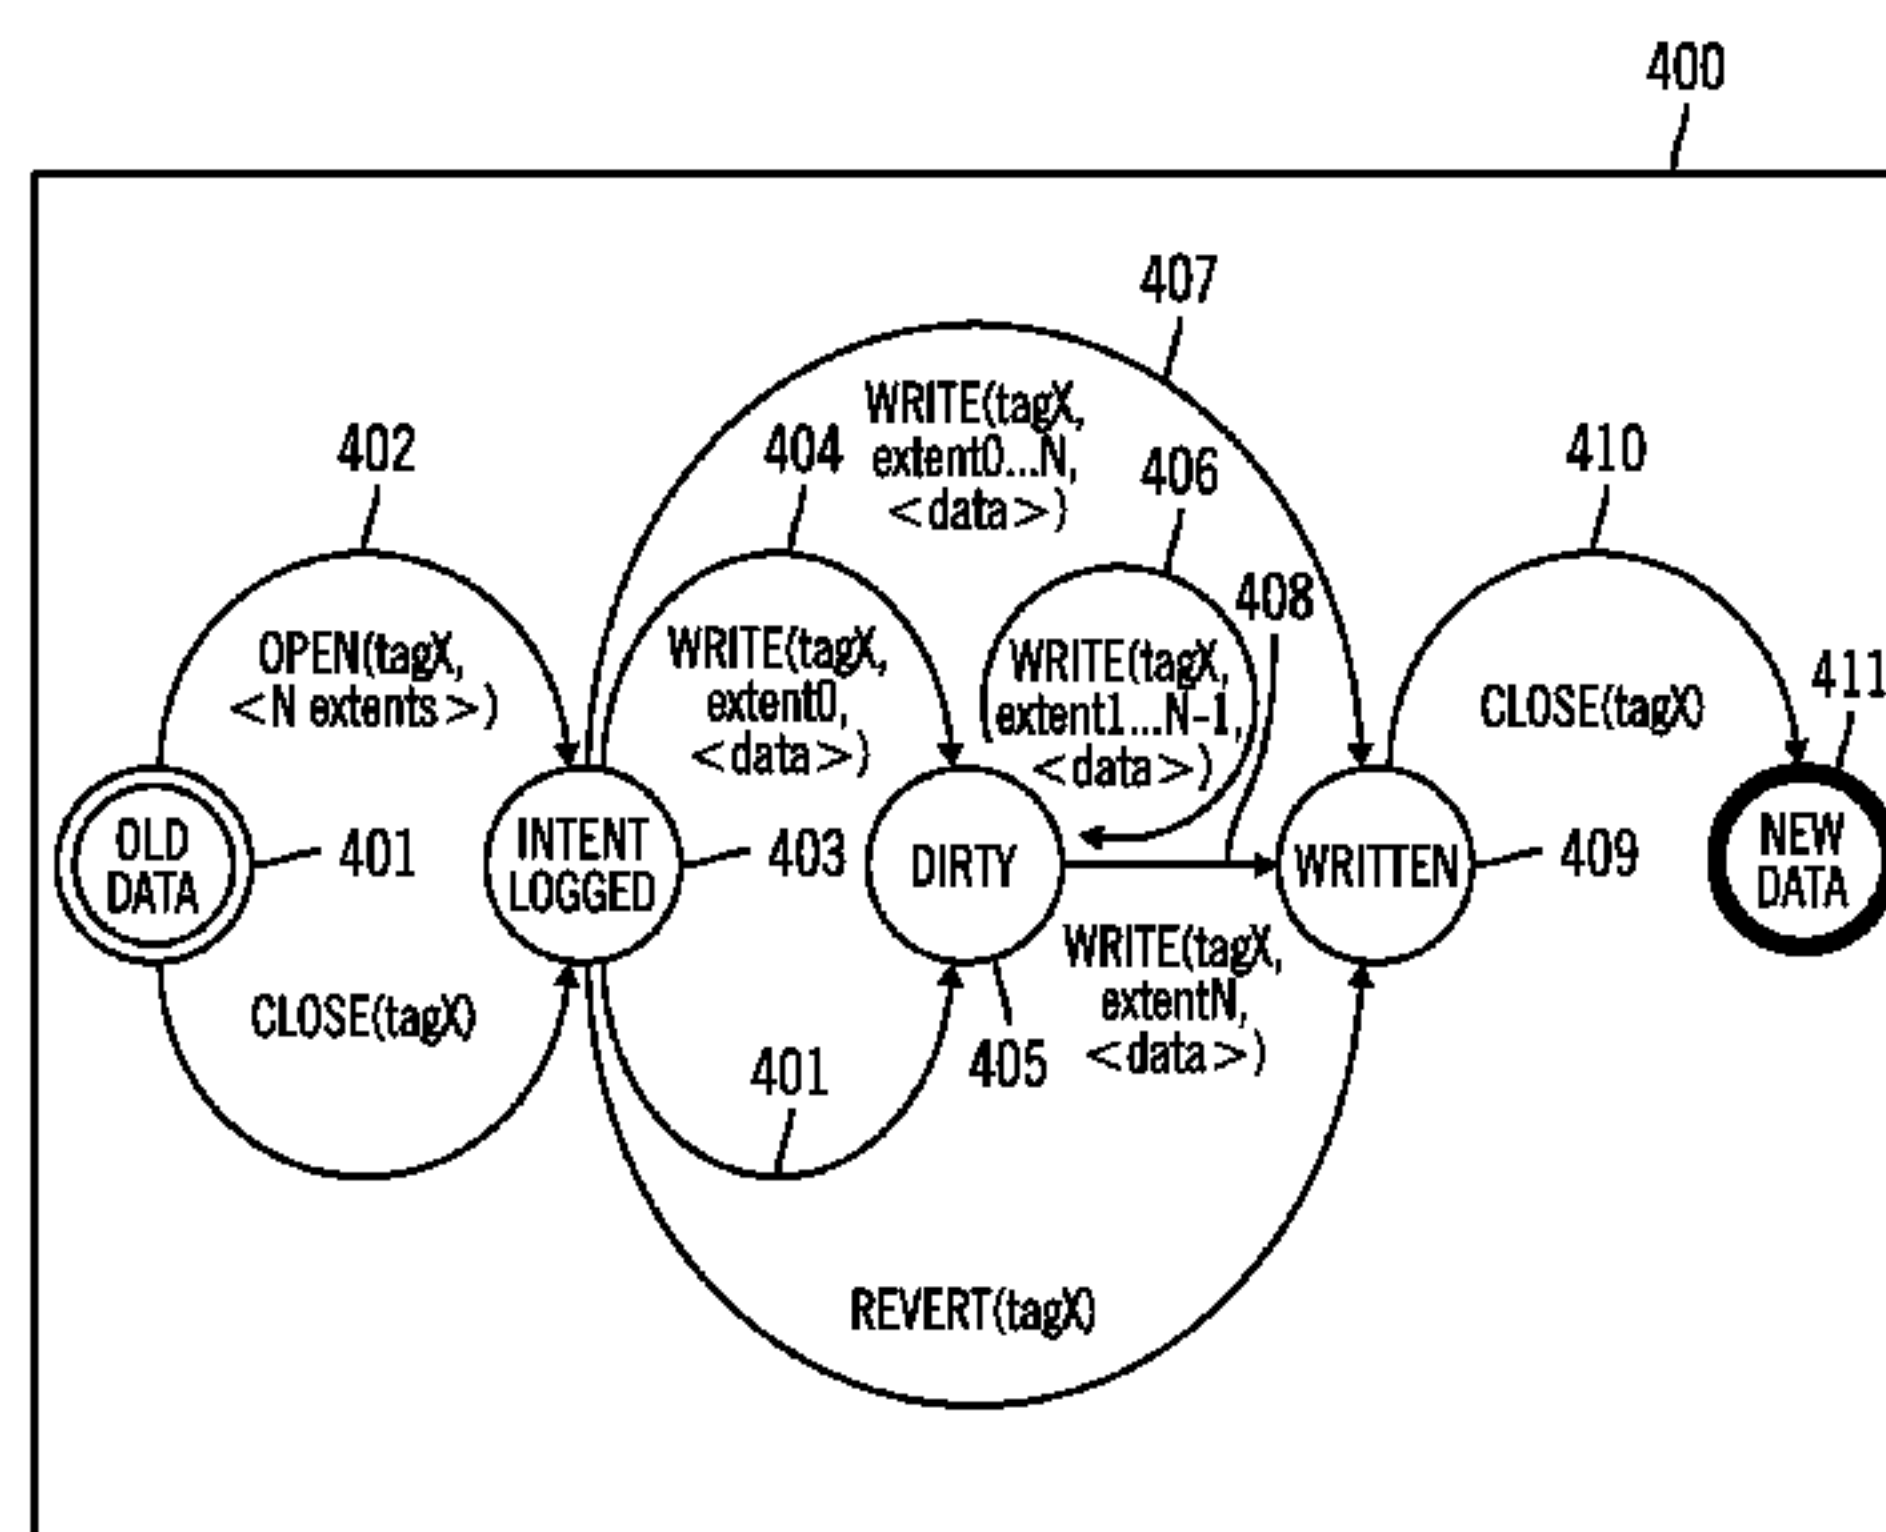 400
407
WRITE(tagX,
extent0...N,
<data>)
402
404
406
410
408
OPEN(tagX,
<N extents>)
WRITE(tagX,
extent0,
<data>)
WRITE(tagX,
extent1...N-1,
<data>)
CLOSE(tagX)
411
OLD
DATA
401
INTENT
LOGGED
403
DIRTY
WRITTEN
409
NEW
DATA
CLOSE(tagX)
401
405
WRITE(tagX,
extentN,
<data>)
REVERT(tagX)